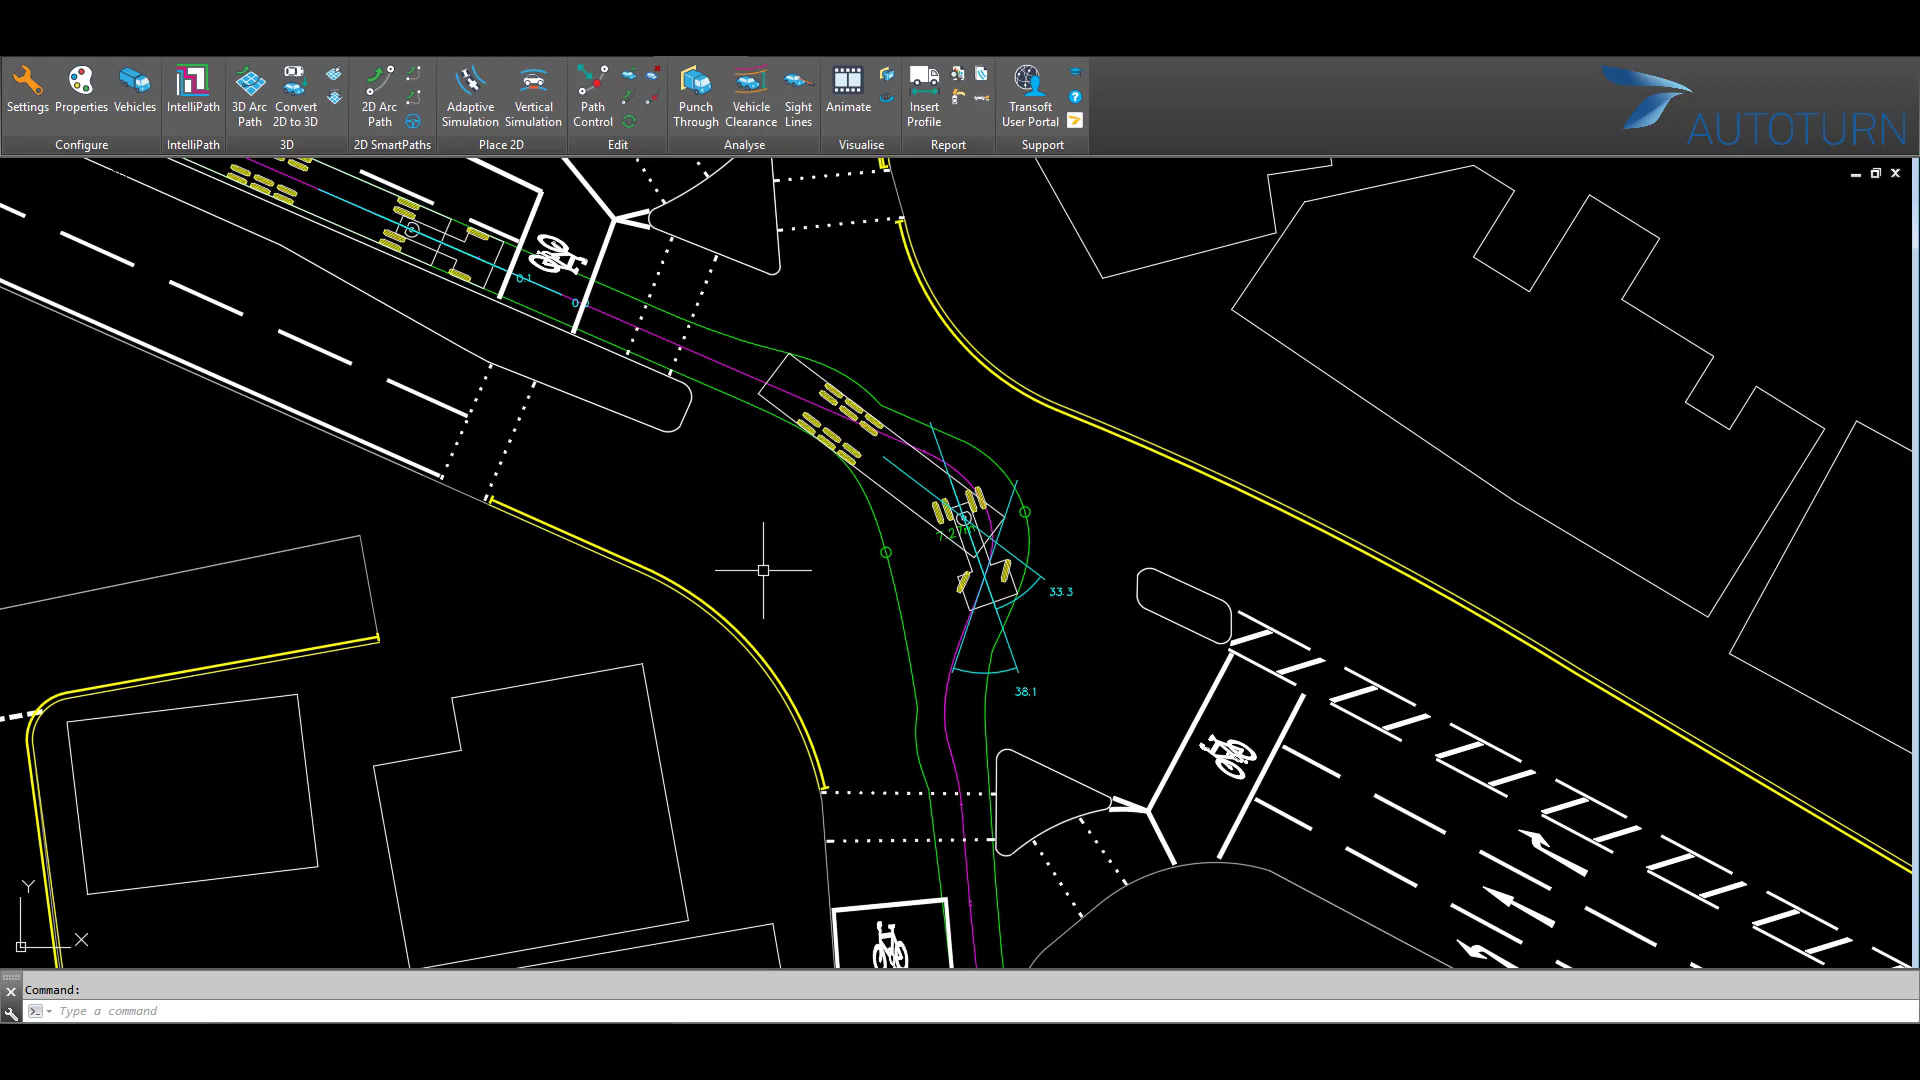 Settings Properties Vehicles IntelliPath 3D Arc Path Convert 2D to 3D 2D Arc Path Adaptive Simulation Vertical Simulation Path Control Punch Through Vehicle Clearance Sight Lines Animate Insert Profile Transoft User Portal
Configure IntelliPath 3D 2D SmartPaths Place 2D Edit Analyse Visualise Report Support
AUTOTURN
0.1
33.3
38.1
Y
X
Command:
Type a command